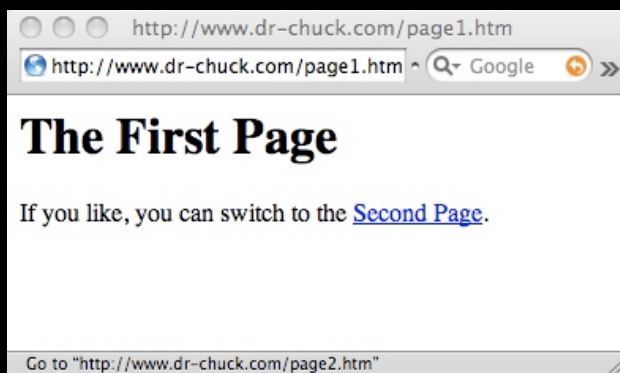 http://www.dr-chuck.com/page1.htm
http://www.dr-chuck.com/page1.htm Google
The First Page
If you like, you can switch to the Second Page.
Go to "http://www.dr-chuck.com/page2.htm"